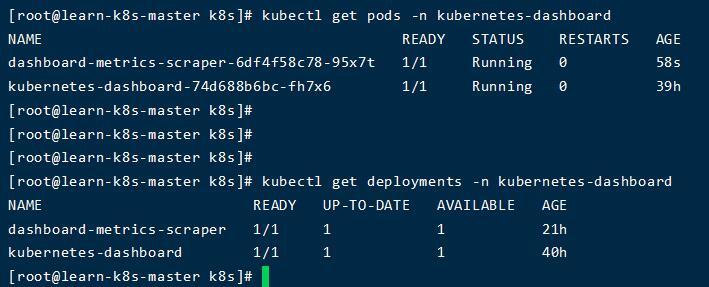 [root@learn-k8s-master k8s]# kubectl get pods -n kubernetes-dashboard
NAME READY STATUS RESTARTS AGE
dashboard-metrics-scraper-6df4f58c78-95x7t 1/1 Running 0 58s
kubernetes-dashboard-74d688b6bc-fh7x6 1/1 Running 0 39h
[root@learn-k8s-master k8s]#
[root@learn-k8s-master k8s]#
[root@learn-k8s-master k8s]#
[root@learn-k8s-master k8s]# kubectl get deployments -n kubernetes-dashboard
NAME READY UP-TO-DATE AVAILABLE AGE
dashboard-metrics-scraper 1/1 1 1 21h
kubernetes-dashboard 1/1 1 1 40h
[root@learn-k8s-master k8s]#